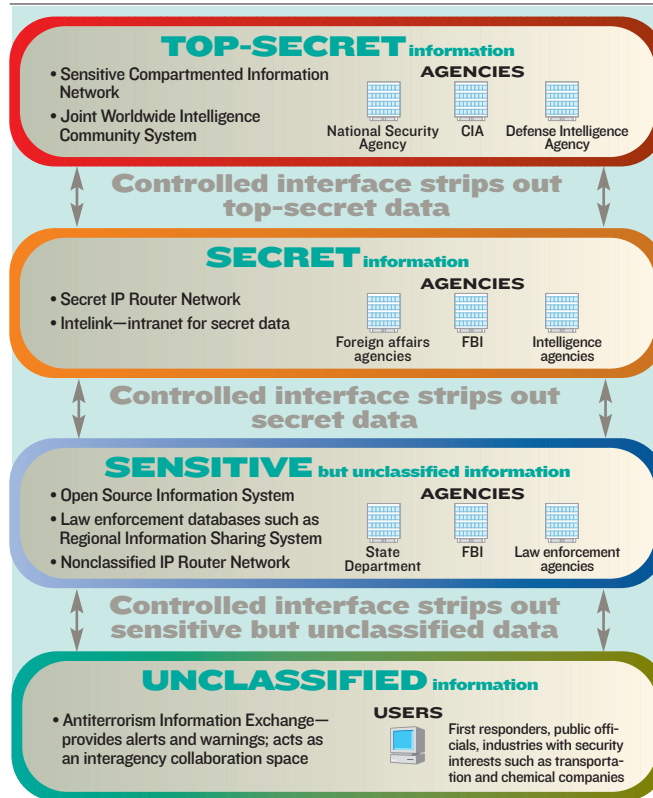 TOP-SECRET information
• Sensitive Compartmented Information
Network
• Joint Worldwide Intelligence
Community System
AGENCIES
National Security
Agency
CIA
Defense Intelligence
Agency
Controlled interface strips out
top-secret data
SECRET information
• Secret IP Router Network
• Intelink—intranet for secret data
AGENCIES
Foreign affairs
agencies
FBI
Intelligence
agencies
Controlled interface strips out
secret data
SENSITIVE but unclassified information
• Open Source Information System
• Law enforcement databases such as
Regional Information Sharing System
• Nonclassified IP Router Network
AGENCIES
State
Department
FBI
Law enforcement
agencies
Controlled interface strips out
sensitive but unclassified data
UNCLASSIFIED information
• Antiterrorism Information Exchange—
provides alerts and warnings; acts as
an interagency collaboration space
USERS
First responders, public offi-
cials, industries with security
interests such as transporta-
tion and chemical companies